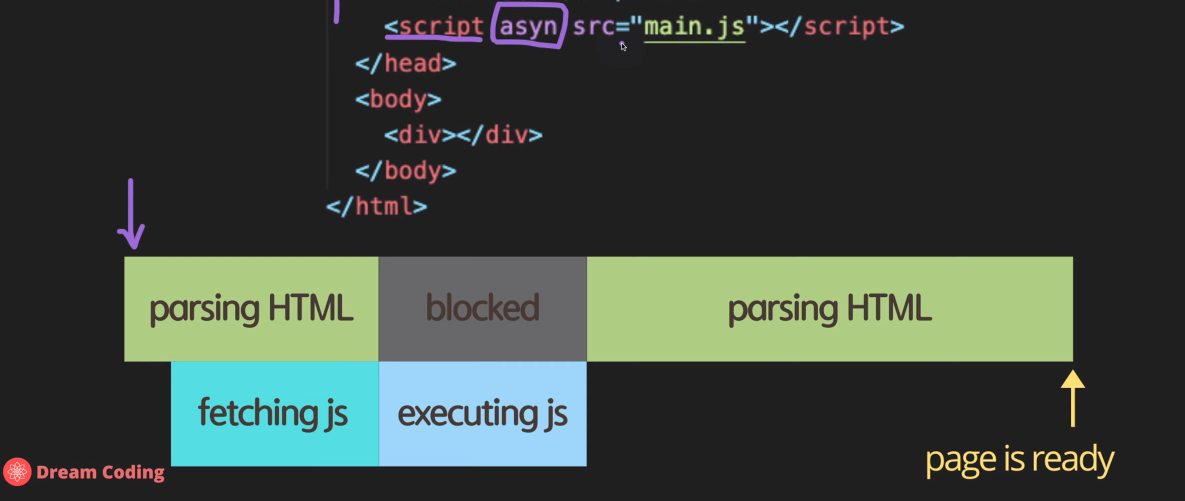 <script asyn src="main.js"></script>
</head>
<body>
<div></div>
</body>
</html>
parsing HTML
blocked
parsing HTML
fetching js
executing js
page is ready
Dream Coding